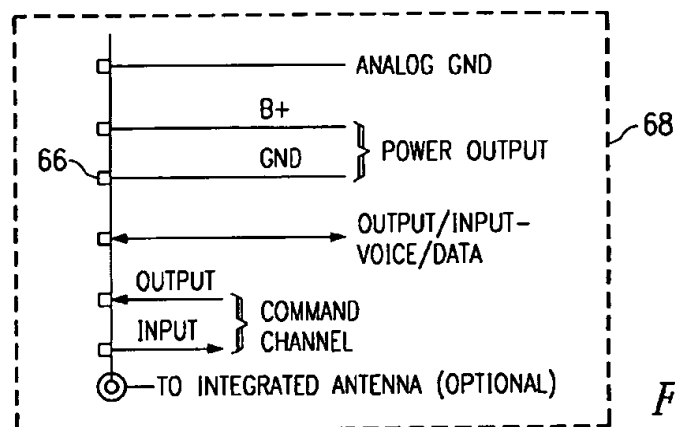 ANALOG GND
B+
68
66
GND
POWER OUTPUT
OUTPUT/INPUT-
VOICE/DATA
OUTPUT
COMMAND
CHANNEL
INPUT
TO INTEGRATED ANTENNA (OPTIONAL)
F